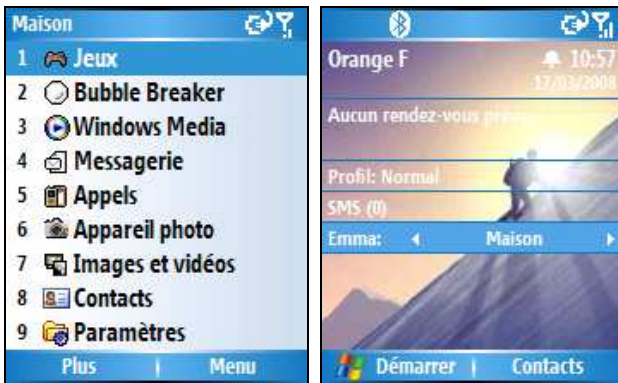 Maison
1 Jeux
2 Bubble Breaker
3 Windows Media
4 Messagerie
5 Appels
6 Appareil photo
7 Images et vidéos
8 Contacts
9 Paramètres
Plus Menu
Orange F 10:57
17/03/2008
Aucun rendez-vous
Profil: Normal
SMS (0)
Emma: Maison
Démarrer Contacts